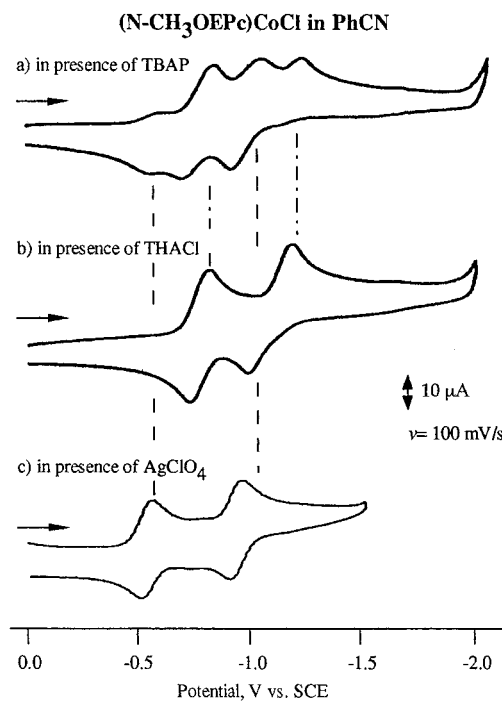 (N-CH₃OEPc)CoCl in PhCN
a) in presence of TBAP
b) in presence of THACl
10 μA
ν= 100 mV/s
c) in presence of AgClO₄
0.0 -0.5 -1.0 -1.5 -2.0
Potential, V vs. SCE